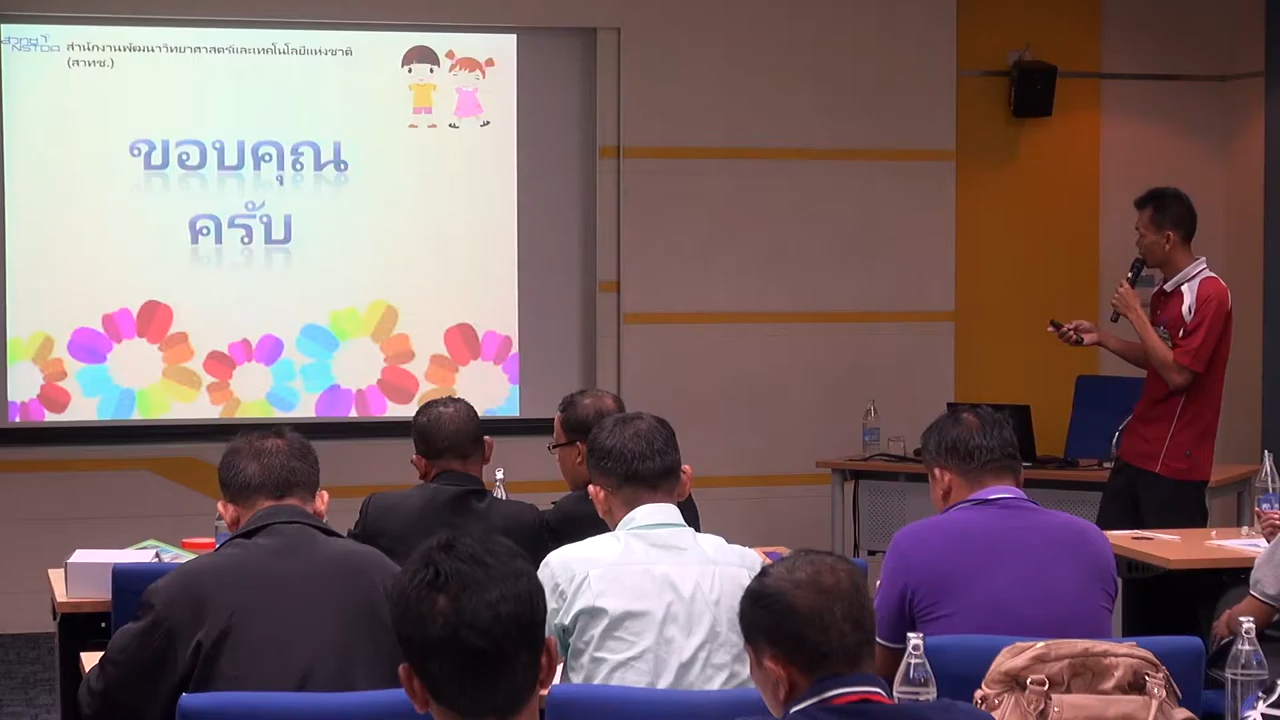 สวทช
NSTDA
สำนักงานพัฒนาวิทยาศาสตร์และเทคโนโลยีแห่งชาติ
(สวทช.)
ขอบคุณ
ครับ